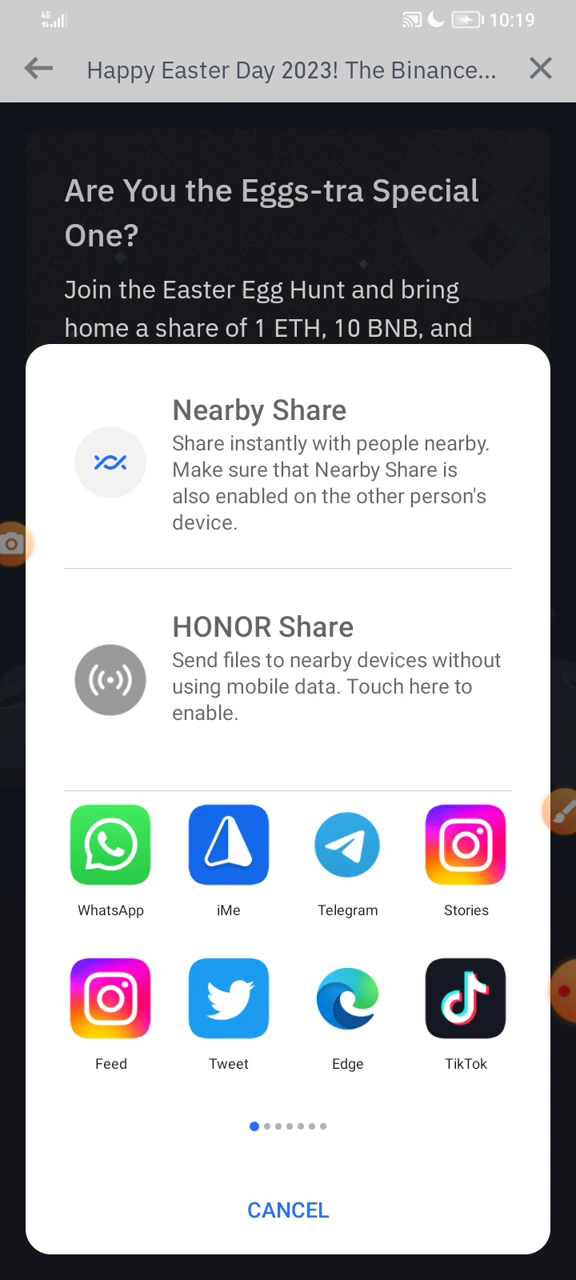 4G
10:19
Happy Easter Day 2023! The Binance...
Are You the Eggs-tra Special
One?
Join the Easter Egg Hunt and bring
home a share of 1 ETH, 10 BNB, and
Nearby Share
Share instantly with people nearby.
Make sure that Nearby Share is
also enabled on the other person's
device.
HONOR Share
Send files to nearby devices without
using mobile data. Touch here to
enable.
WhatsApp
iMe
Telegram
Stories
Feed
Tweet
Edge
TikTok
CANCEL